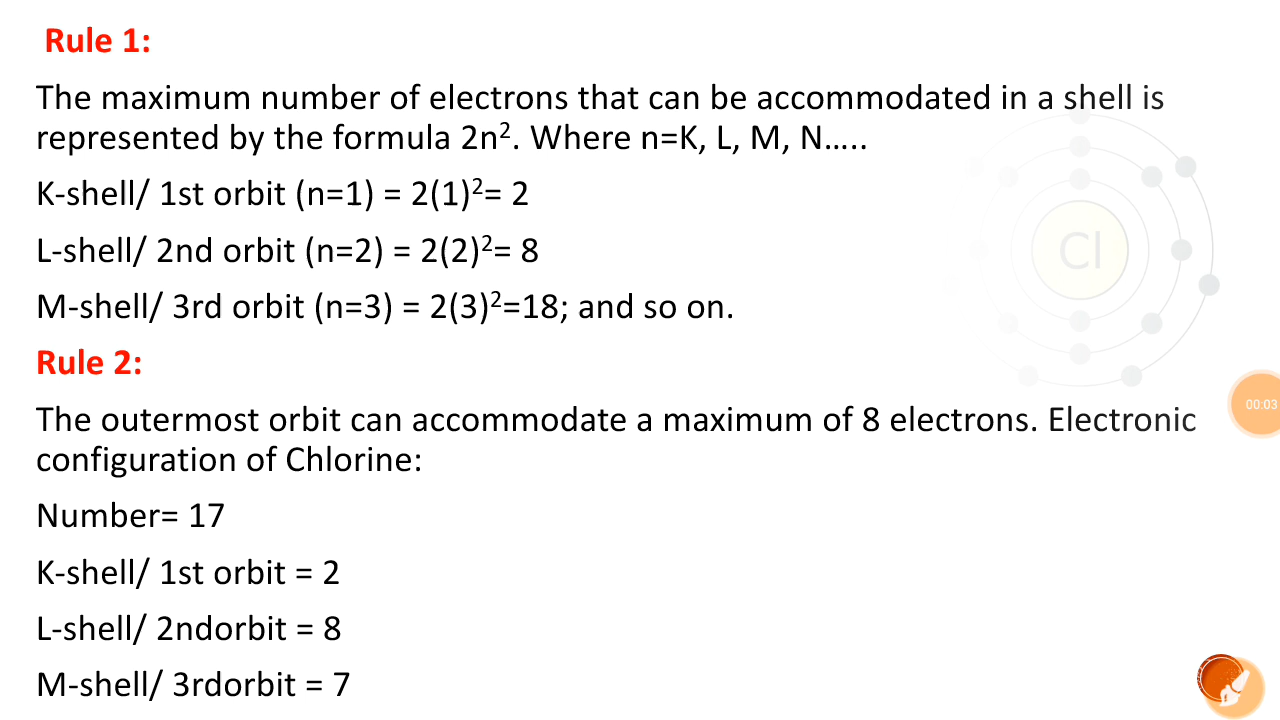 Rule 1:
The maximum number of electrons that can be accommodated in a shell is
represented by the formula 2n². Where n=K, L, M, N.....
K-shell/ 1st orbit (n=1) = 2(1)²= 2
L-shell/ 2nd orbit (n=2) = 2(2)²= 8
M-shell/ 3rd orbit (n=3) = 2(3)²=18; and so on.
Cl
Rule 2:
The outermost orbit can accommodate a maximum of 8 electrons. Electronic
configuration of Chlorine:
00:03
Number= 17
K-shell/ 1st orbit = 2
L-shell/ 2ndorbit = 8
M-shell/ 3rdorbit = 7